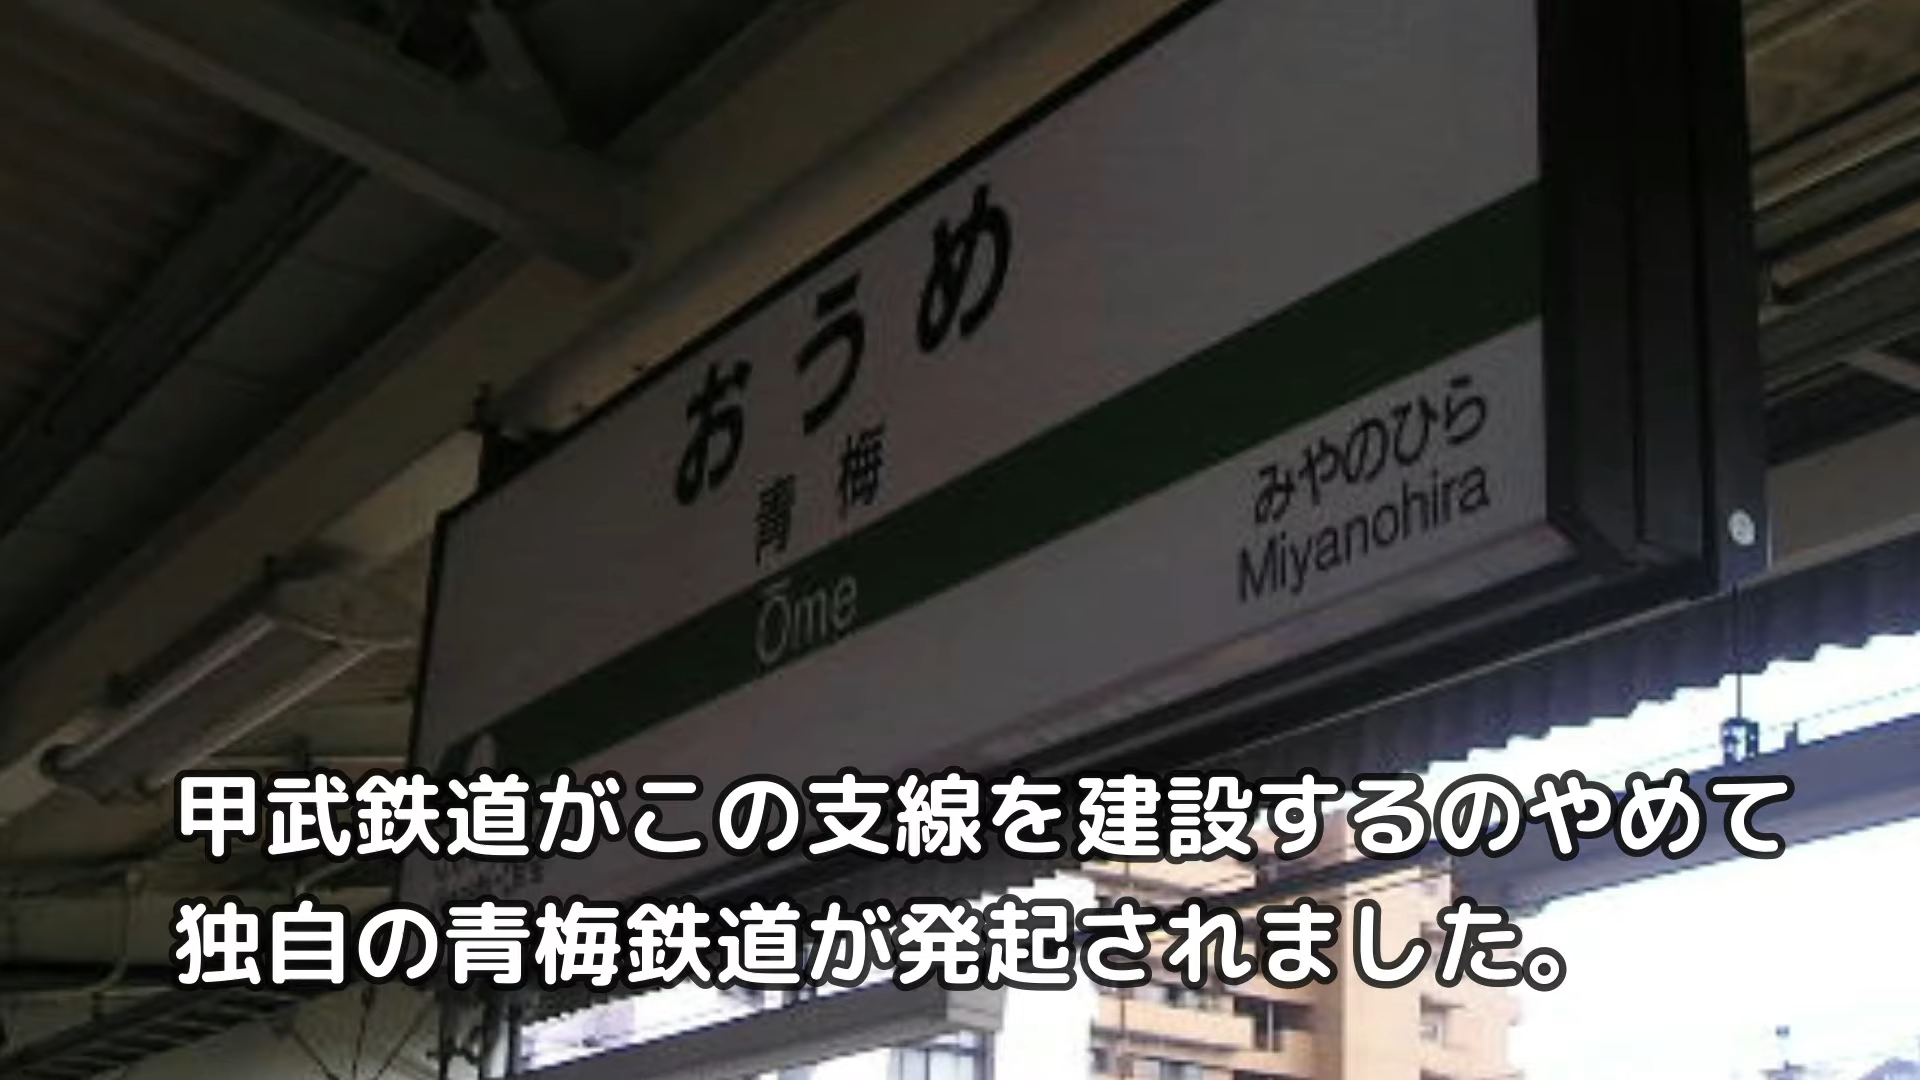 おうめ
青梅
Ōme
みやのひら
Miyanohira
甲武鉄道がこの支線を建設するのやめて
独自の青梅鉄道が発起されました。